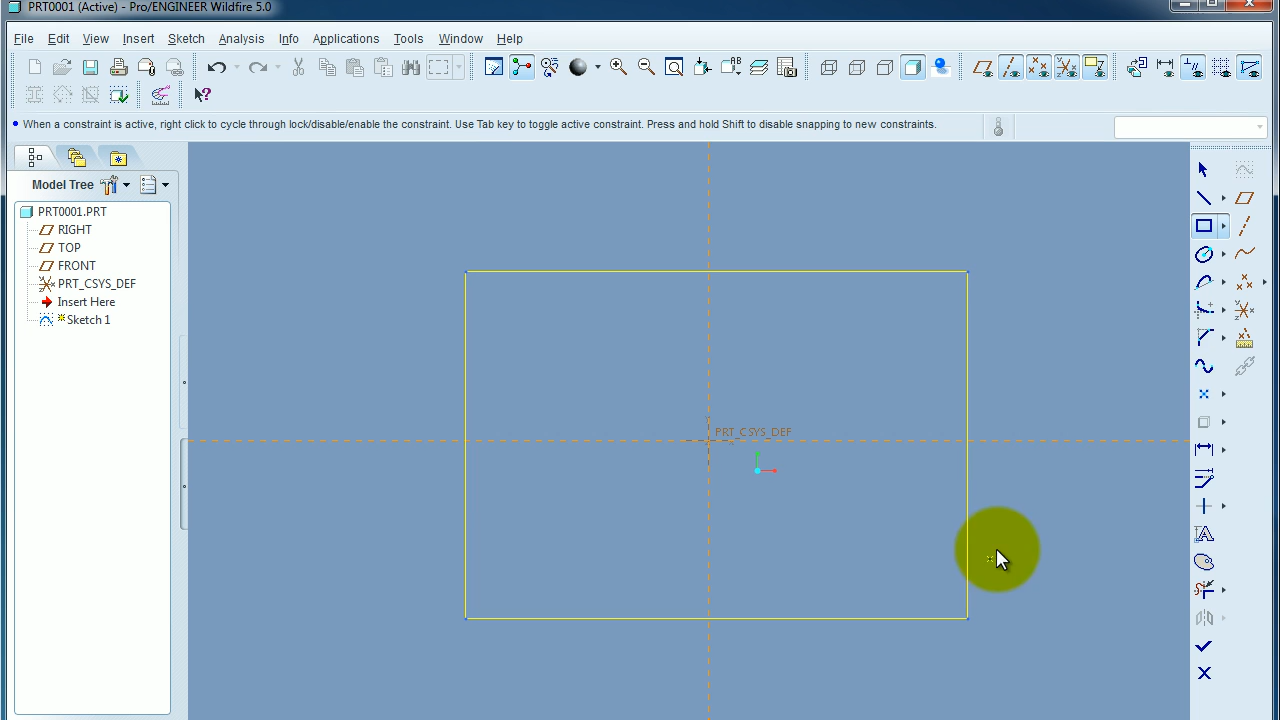 PRT0001 (Active) - Pro/ENGINEER Wildfire 5.0
File Edit View Insert Sketch Analysis Info Applications Tools Window Help
When a constraint is active, right click to cycle through lock/disable/enable the constraint. Use Tab key to toggle active constraint. Press and hold Shift to disable snapping to new constraints.
Model Tree
PRT0001.PRT
RIGHT
TOP
FRONT
PRT_CSYS_DEF
Insert Here
Sketch 1
PRT_CSYS_DEF